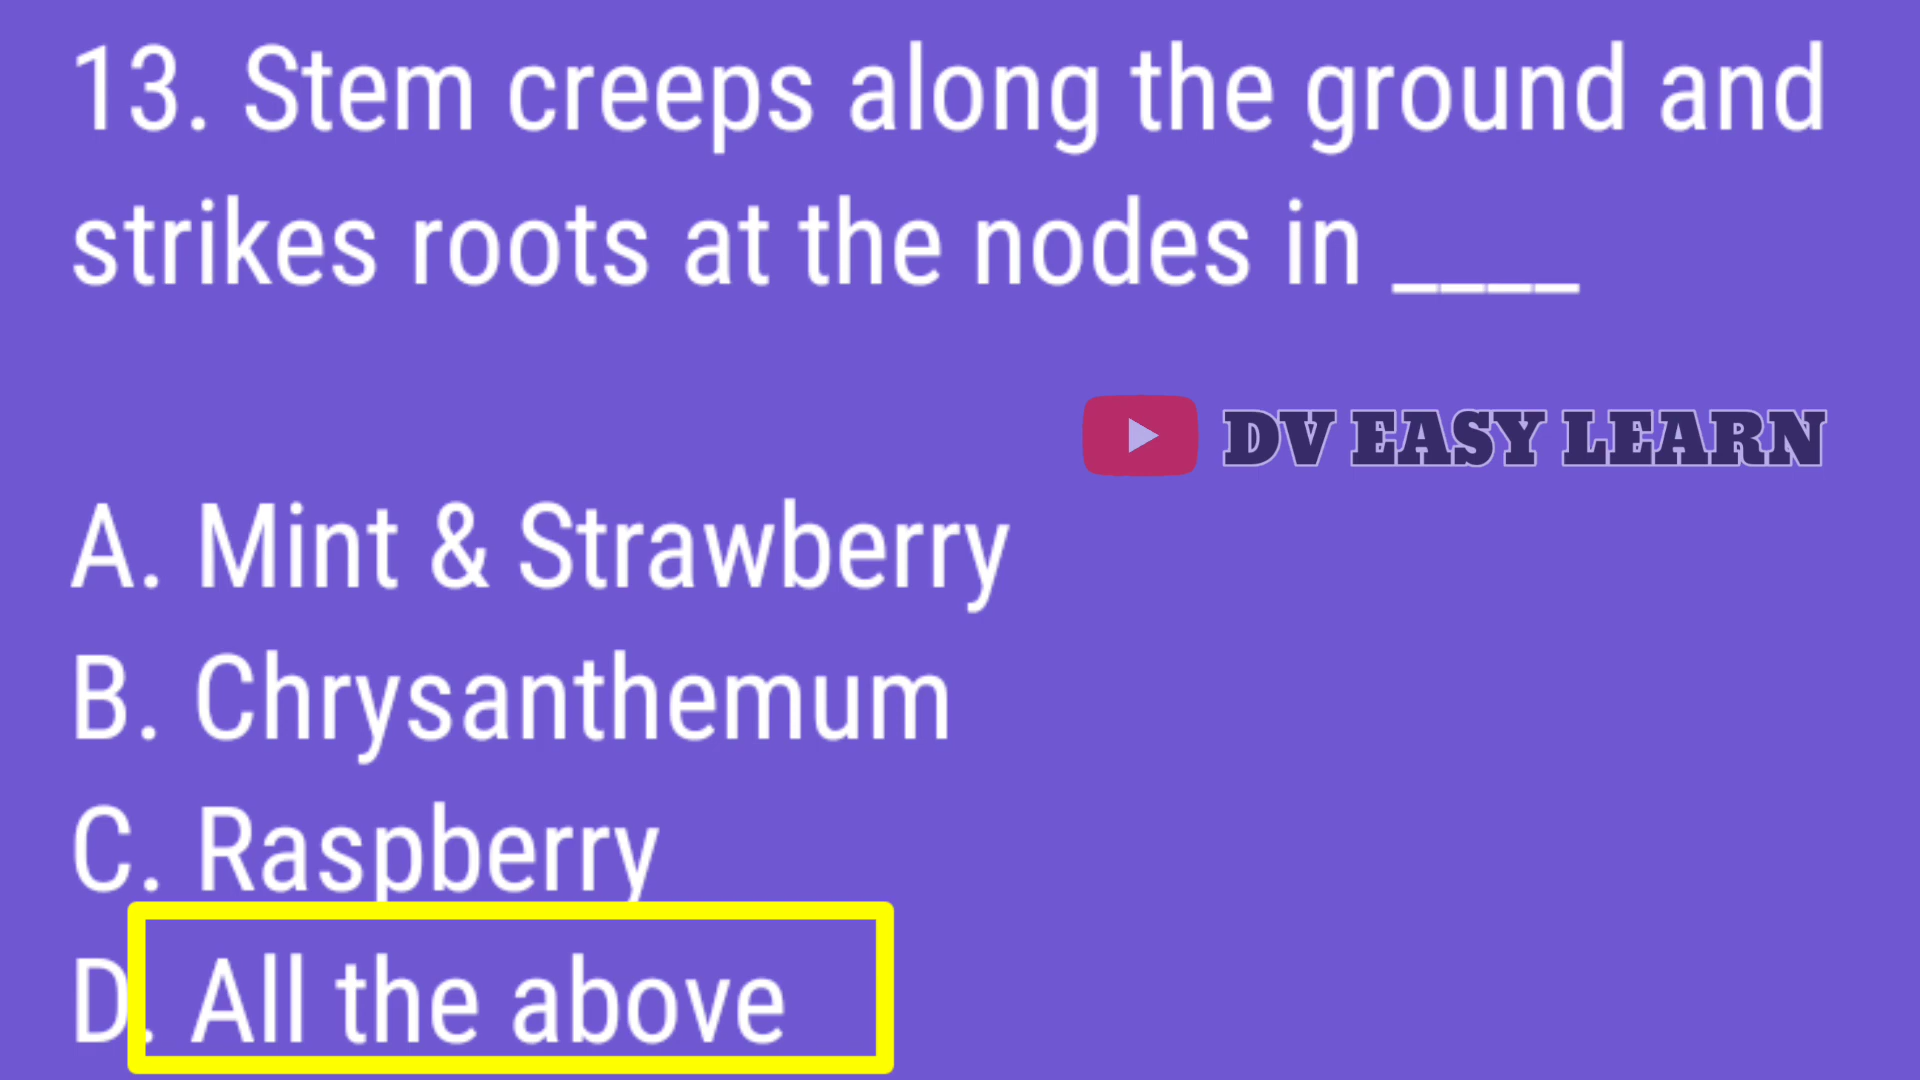 13. Stem creeps along the ground and
strikes roots at the nodes in ____
DV EASY LEARN
A. Mint & Strawberry
B. Chrysanthemum
C. Raspberry
D. All the above